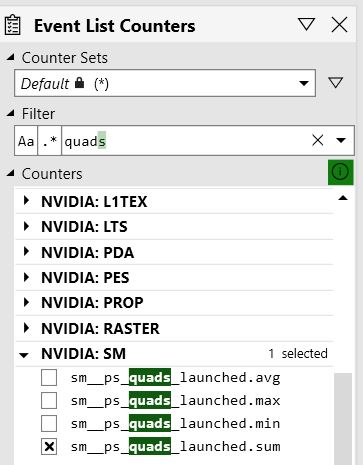 Event List Counters
Counter Sets
Default (*)
Filter
Aa .* quads
Counters
NVIDIA: L1TEX
NVIDIA: LTS
NVIDIA: PDA
NVIDIA: PES
NVIDIA: PROP
NVIDIA: RASTER
NVIDIA: SM 1 selected
sm__ps_quads_launched.avg
sm__ps_quads_launched.max
sm__ps_quads_launched.min
sm__ps_quads_launched.sum